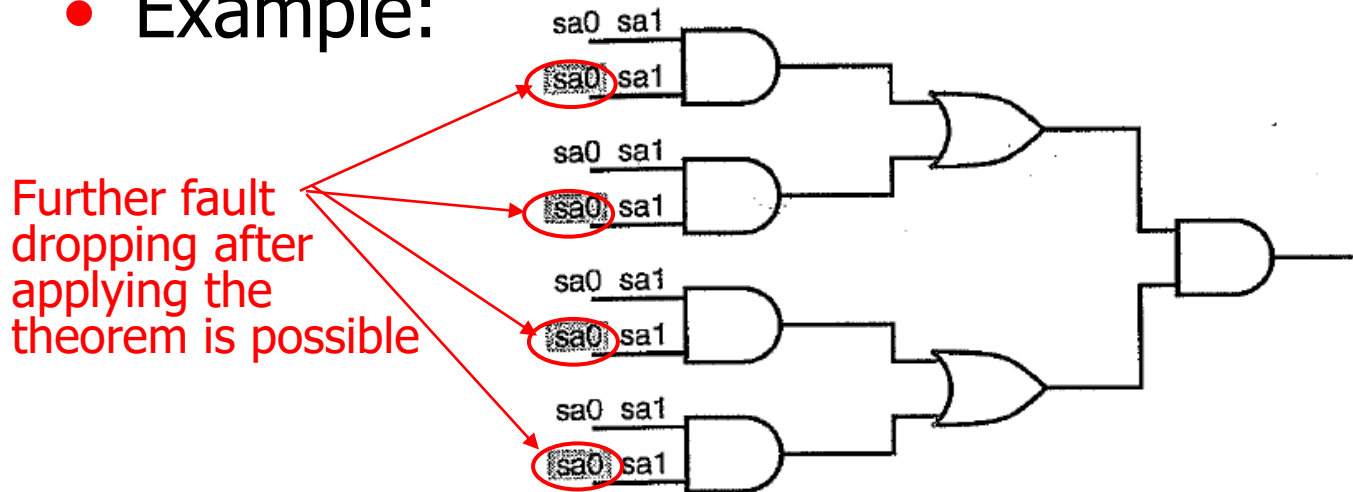 • Example:
sa0 sa1
sa0 sa1
sa0 sa1
sa0 sa1
Further fault
dropping after
applying the
theorem is possible
sa0 sa1
sa0 sa1
sa0 sa1
sa0 sa1